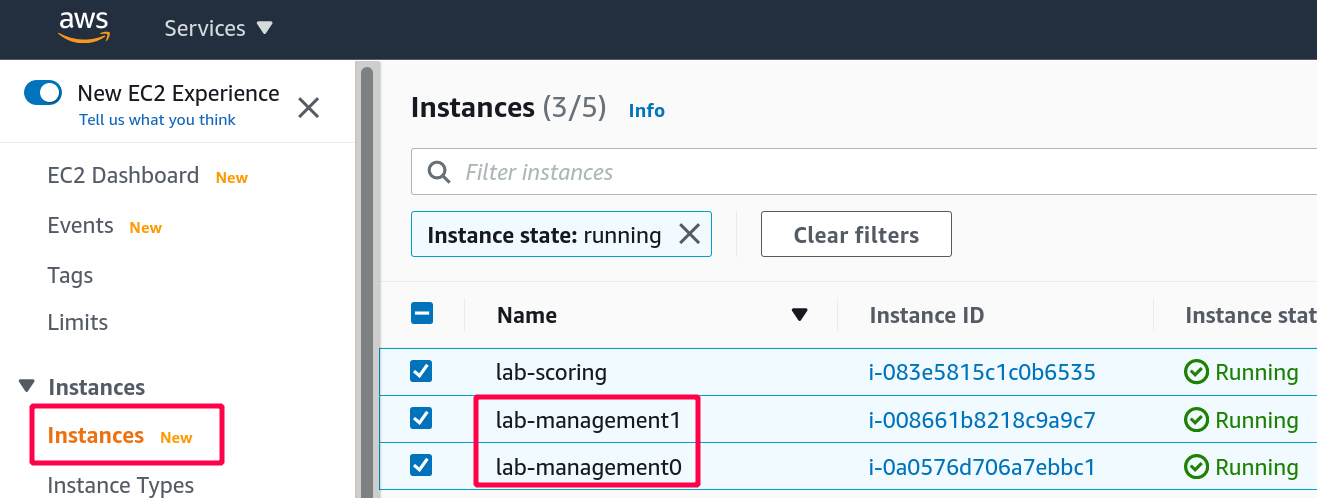 aws
Services
New EC2 Experience
Tell us what you think
EC2 Dashboard New
Events New
Tags
Limits
Instances
Instances New
Instance Types
Instances (3/5) Info
Filter instances
Instance state: running
Clear filters
Name Instance ID Instance stat
lab-scoring i-083e5815c1c0b6535 Running
lab-management1 i-008661b8218c9a9c7 Running
lab-management0 i-0a0576d706a7ebbc1 Running